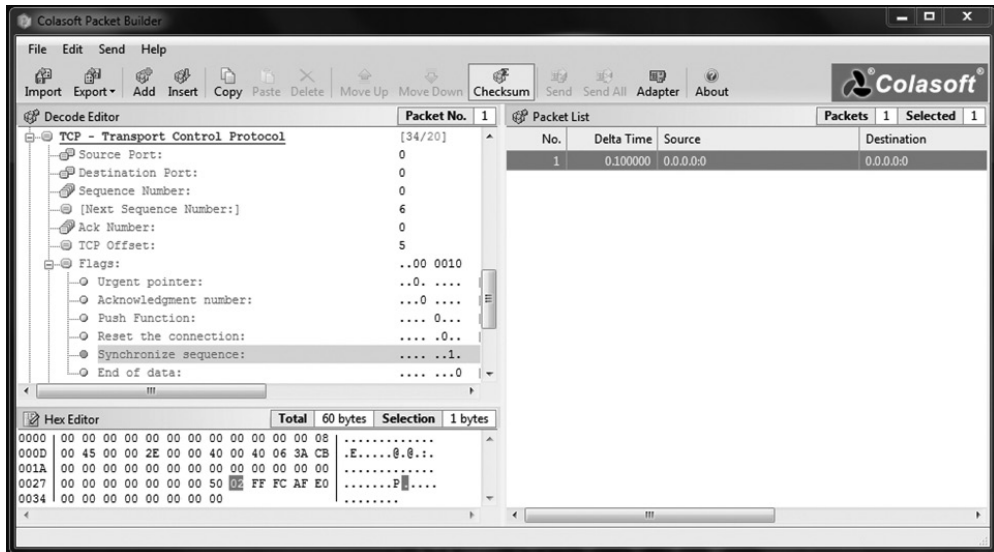 Colasoft Packet Builder
File Edit Send Help
Import Export Add Insert Copy Paste Delete Move Up Move Down Checksum Send Send All Adapter About
Colasoft®
Decode Editor Packet No. 1
TCP - Transport Control Protocol [34/20]
Source Port: 0
Destination Port: 0
Sequence Number: 0
[Next Sequence Number:] 6
Ack Number: 0
TCP Offset: 5
Flags: ..00 0010
Urgent pointer: ..0. ....
Acknowledgment number: ...0 ....
Push Function: .... 0...
Reset the connection: .... .0..
Synchronize sequence: .... ..1.
End of data: .... ...0
Hex Editor Total 60 bytes Selection 1 bytes
0000 00 00 00 00 00 00 00 00 00 00 00 00 08 .............
000D 00 45 00 00 2E 00 00 40 00 40 06 3A CB .E.....@.@.:.
001A 00 00 00 00 00 00 00 00 00 00 00 00 00 .............
0027 00 00 00 00 00 00 00 50 02 FF FC AF E0 .......P.....
0034 00 00 00 00 00 00 00 00 ........
Packet List Packets 1 Selected 1
No. Delta Time Source Destination
1 0.100000 0.0.0.0:0 0.0.0.0:0